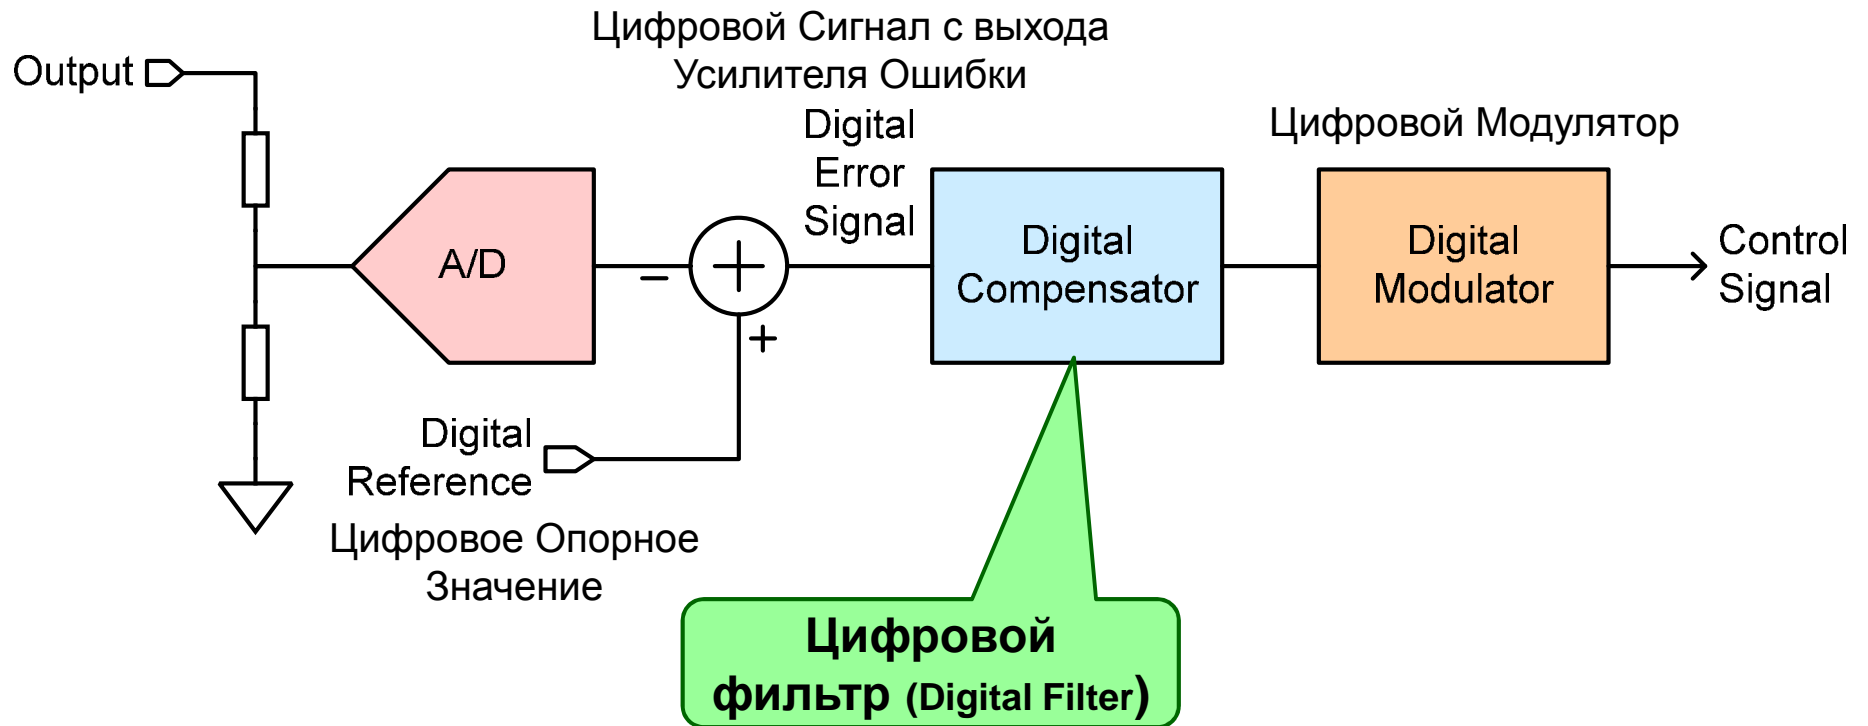 Цифровой Сигнал с выхода
Усилителя Ошибки
Output
Digital
Error
Signal
Цифровой Модулятор
A/D
−
+
+
Digital
Compensator
Digital
Modulator
Control
Signal
Digital
Reference
Цифровое Опорное
Значение
Цифровой
фильтр (Digital Filter)